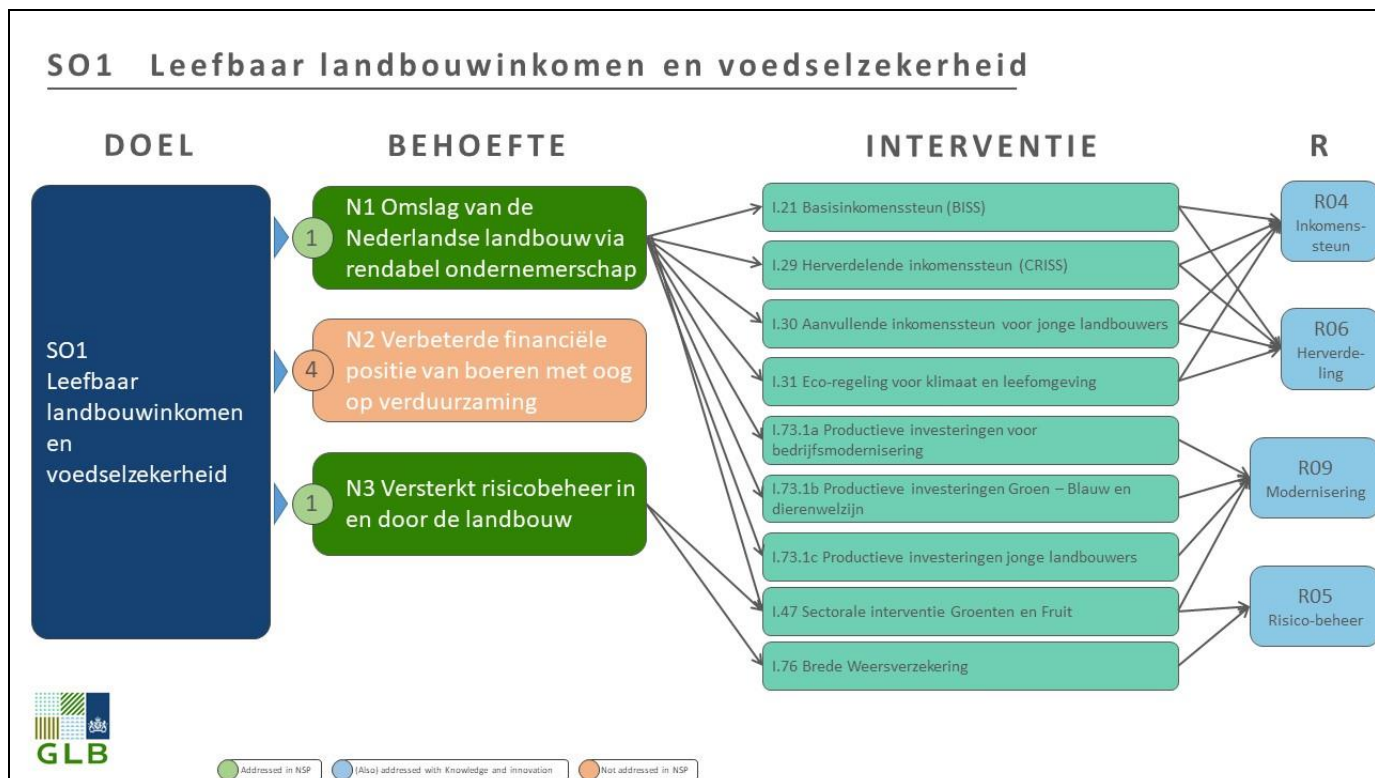 SO1 Leefbaar landbouwinkomen en voedselzekerheid
DOEL
BEHOEFTE
INTERVENTIE
R
SO1
Leefbaar
landbouwinkomen
en
voedselzekerheid
1
N1 Omslag van de
Nederlandse landbouw via
rendabel ondernemerschap
4
N2 Verbeterde financiële
positie van boeren met oog
op verduurzaming
1
N3 Versterkt risicobeheer in
en door de landbouw
I.21 Basisinkomenssteun (BISS)
I.29 Herverdelende inkomenssteun (CRISS)
I.30 Aanvullende inkomenssteun voor jonge landbouwers
I.31 Eco-regeling voor klimaat en leefomgeving
I.73.1a Productieve investeringen voor
bedrijfsmodernisering
I.73.1b Productieve investeringen Groen – Blauw en
dierenwelzijn
I.73.1c Productieve investeringen jonge landbouwers
I.47 Sectorale interventie Groenten en Fruit
I.76 Brede Weersverzekering
R04
Inkomens-
steun
R06
Herverde-
ling
R09
Modernisering
R05
Risico-beheer
GLB
Addressed in NSP
(Also) addressed with Knowledge and innovation
Not addressed in NSP